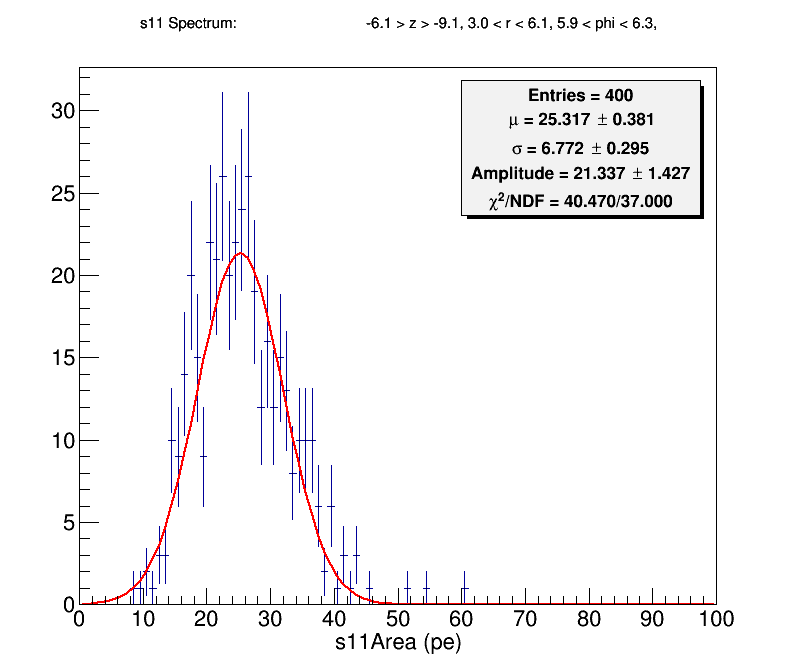 s11 Spectrum: -6.1 > z > -9.1, 3.0 < r < 6.1, 5.9 < phi < 6.3,
Entries = 400
μ = 25.317 ± 0.381
σ = 6.772 ± 0.295
Amplitude = 21.337 ± 1.427
χ²/NDF = 40.470/37.000
30
25
20
15
10
5
0
0 10 20 30 40 50 60 70 80 90 100
s11Area (pe)